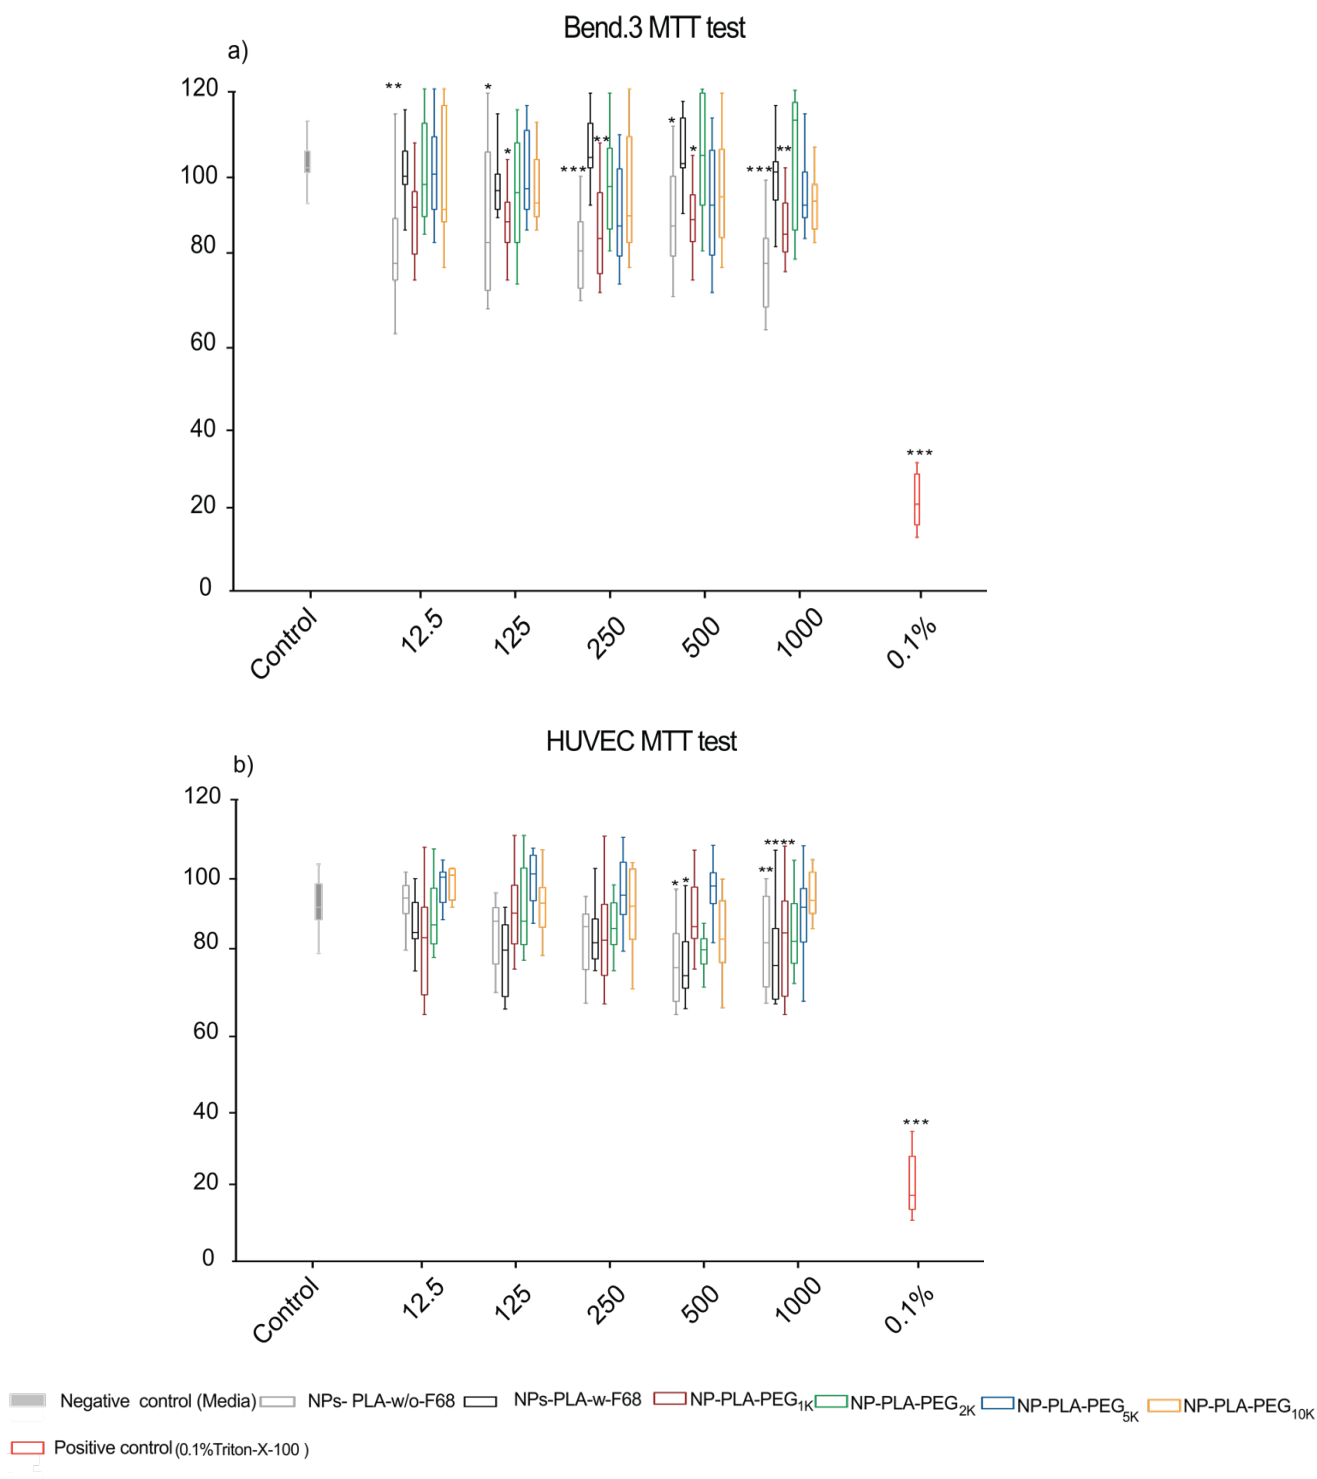 Bend.3 MTT test
a)
120
100
80
60
40
20
0
** * *** ** * * *** ** * ***
Control 12.5 125 250 500 1000 0.1%
HUVEC MTT test
b)
120
100
80
60
40
20
0
* * ** **** ***
Control 12.5 125 250 500 1000 0.1%
Negative control (Media) NPs- PLA-w/o-F68 NPs-PLA-w-F68 NP-PLA-PEG1K NP-PLA-PEG2K NP-PLA-PEG5K NP-PLA-PEG10K
Positive control (0.1%Triton-X-100 )